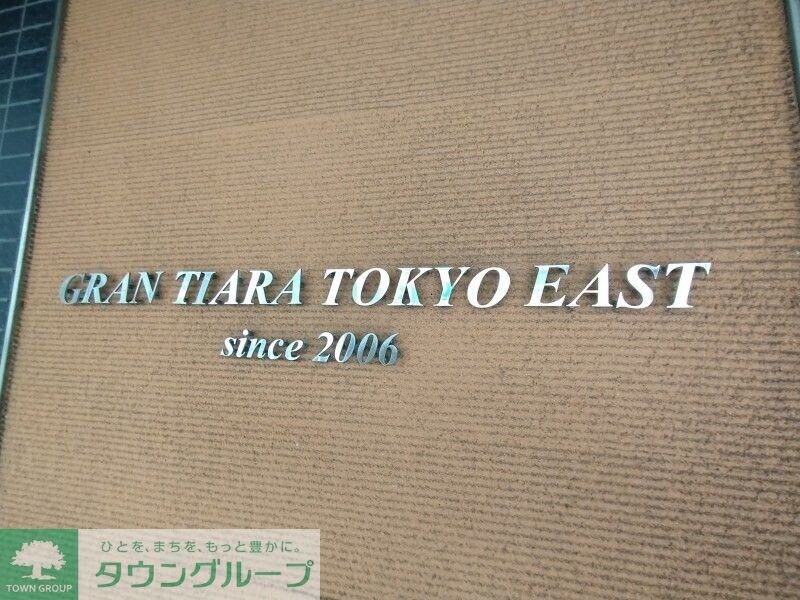 GRAN TIARA TOKYO EAST
since 2006
ひとを、まちを、もっと豊かに。
タウングループ
TOWN GROUP